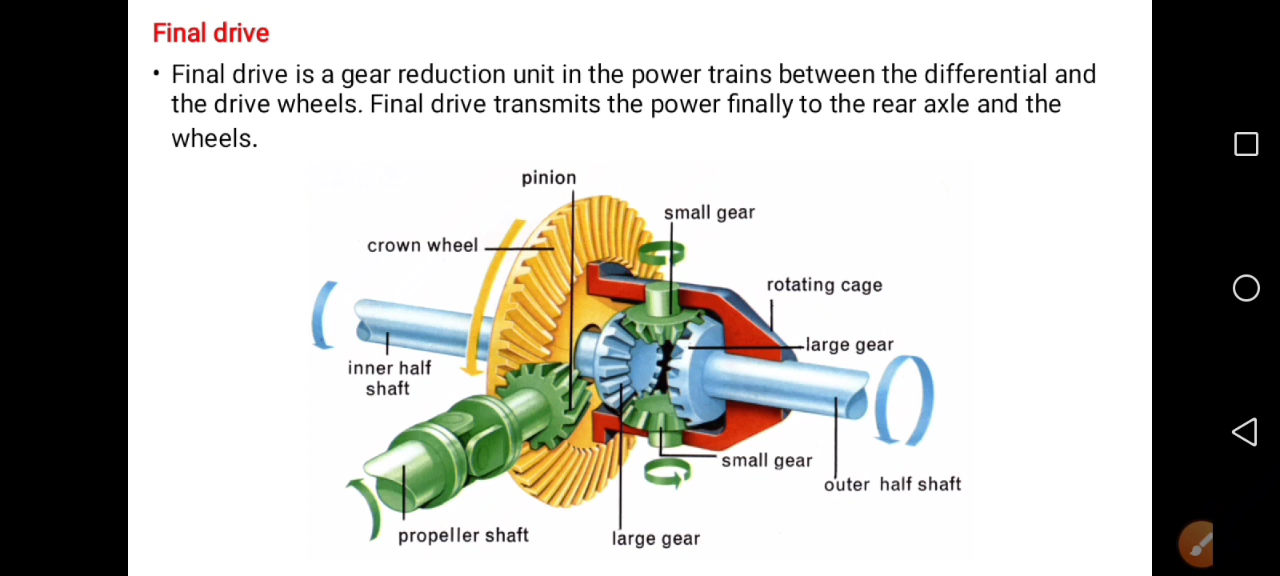 Final drive
• Final drive is a gear reduction unit in the power trains between the differential and
the drive wheels. Final drive transmits the power finally to the rear axle and the
wheels.
pinion
small gear
crown wheel
rotating cage
large gear
inner half
shaft
small gear
outer half shaft
propeller shaft
large gear